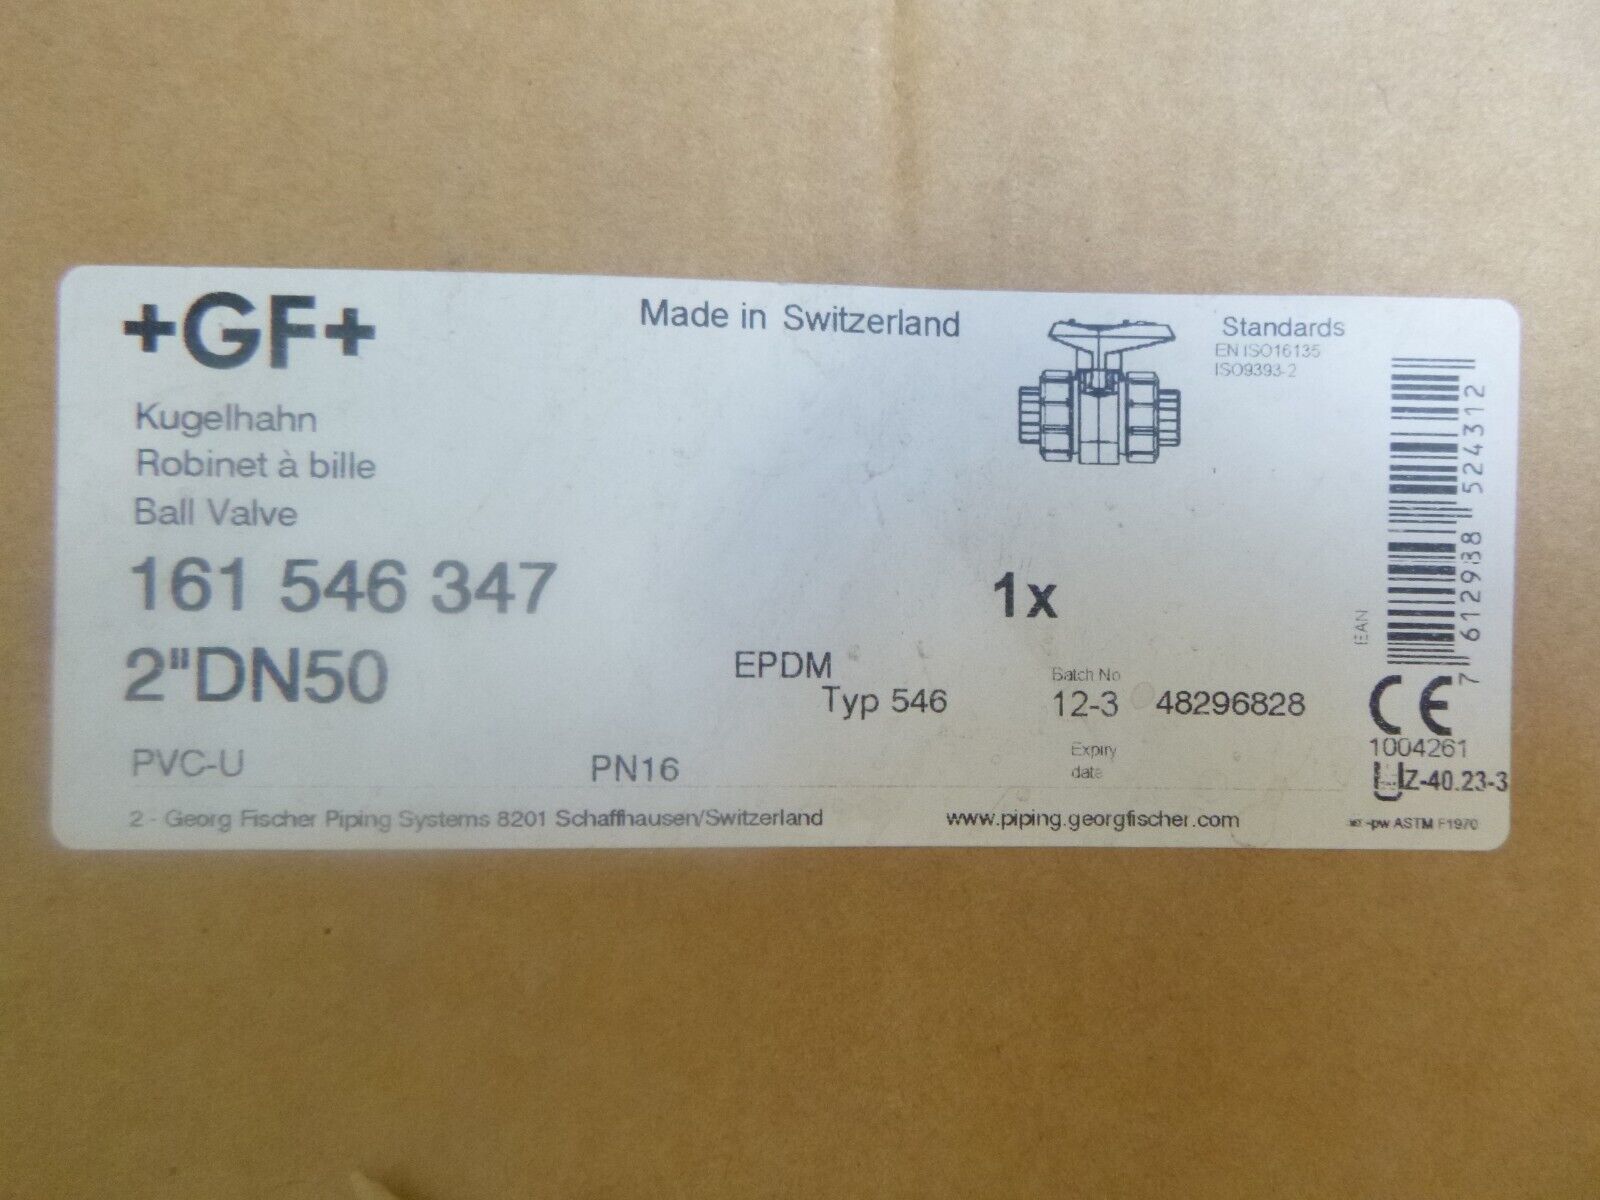 +GF+
Made in Switzerland
Standards
EN ISO16135
ISO9393-2
Kugelhahn
Robinet à bille
Ball Valve
161 546 347
1x
2"DN50
EPDM
Typ 546
Batch No
12-3 48296828
EAN
7 612988 524312
CE
1004261
Z-40.23-3
PVC-U
PN16
Expiry
date
2 - Georg Fischer Piping Systems 8201 Schaffhausen/Switzerland
www.piping.georgfischer.com
-pw ASTM F1970